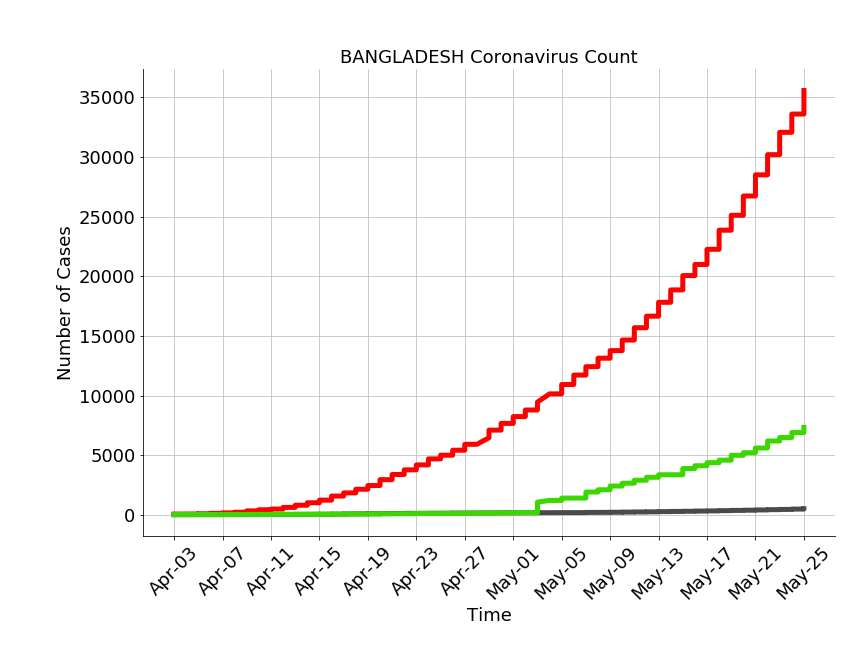 BANGLADESH Coronavirus Count
35000
30000
25000
20000
15000
10000
5000
0
Number of Cases
Apr-03
Apr-07
Apr-11
Apr-15
Apr-19
Apr-23
Apr-27
May-01
May-05
May-09
May-13
May-17
May-21
May-25
Time